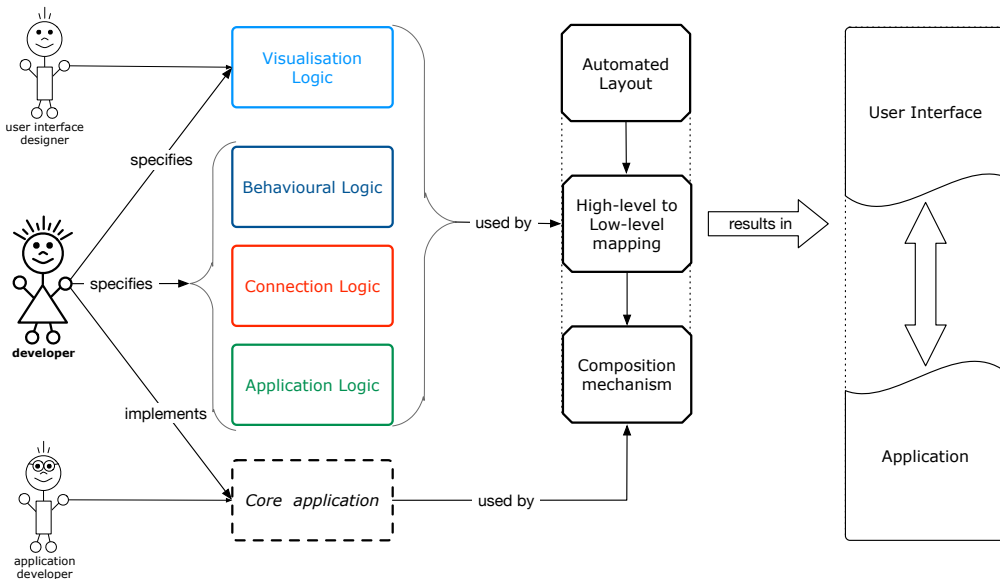 user interface
designer
specifies
developer
specifies
implements
application
developer
Visualisation
Logic
Behavioural Logic
Connection Logic
Application Logic
Core application
used by
used by
Automated
Layout
High-level to
Low-level
mapping
Composition
mechanism
results in
User Interface
Application